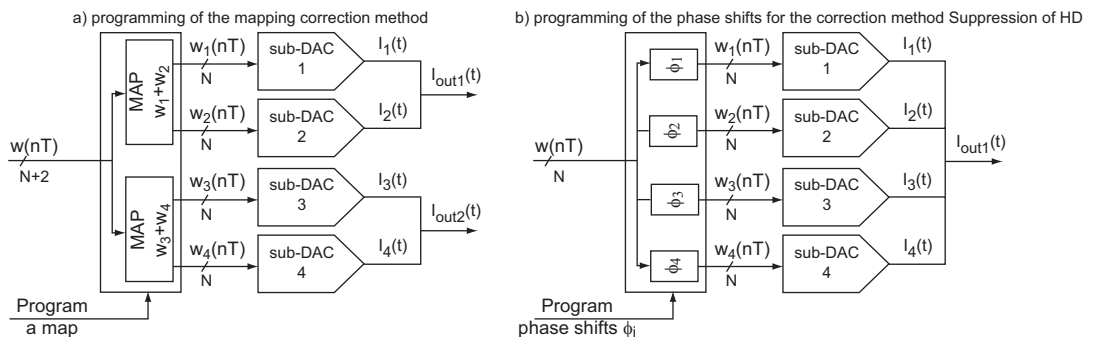 a) programming of the mapping correction method
MAP
w1+w2
MAP
w3+w4
w(nT)
N+2
w1(nT)
N
w2(nT)
N
w3(nT)
N
w4(nT)
N
sub-DAC
1
sub-DAC
2
sub-DAC
3
sub-DAC
4
I1(t)
I2(t)
I3(t)
I4(t)
Iout1(t)
Iout2(t)
Program
a map
b) programming of the phase shifts for the correction method Suppression of HD
w(nT)
N
ϕ1
ϕ2
ϕ3
ϕ4
w1(nT)
N
w2(nT)
N
w3(nT)
N
w4(nT)
N
sub-DAC
1
sub-DAC
2
sub-DAC
3
sub-DAC
4
I1(t)
I2(t)
I3(t)
I4(t)
Iout1(t)
Program
phase shifts ϕi